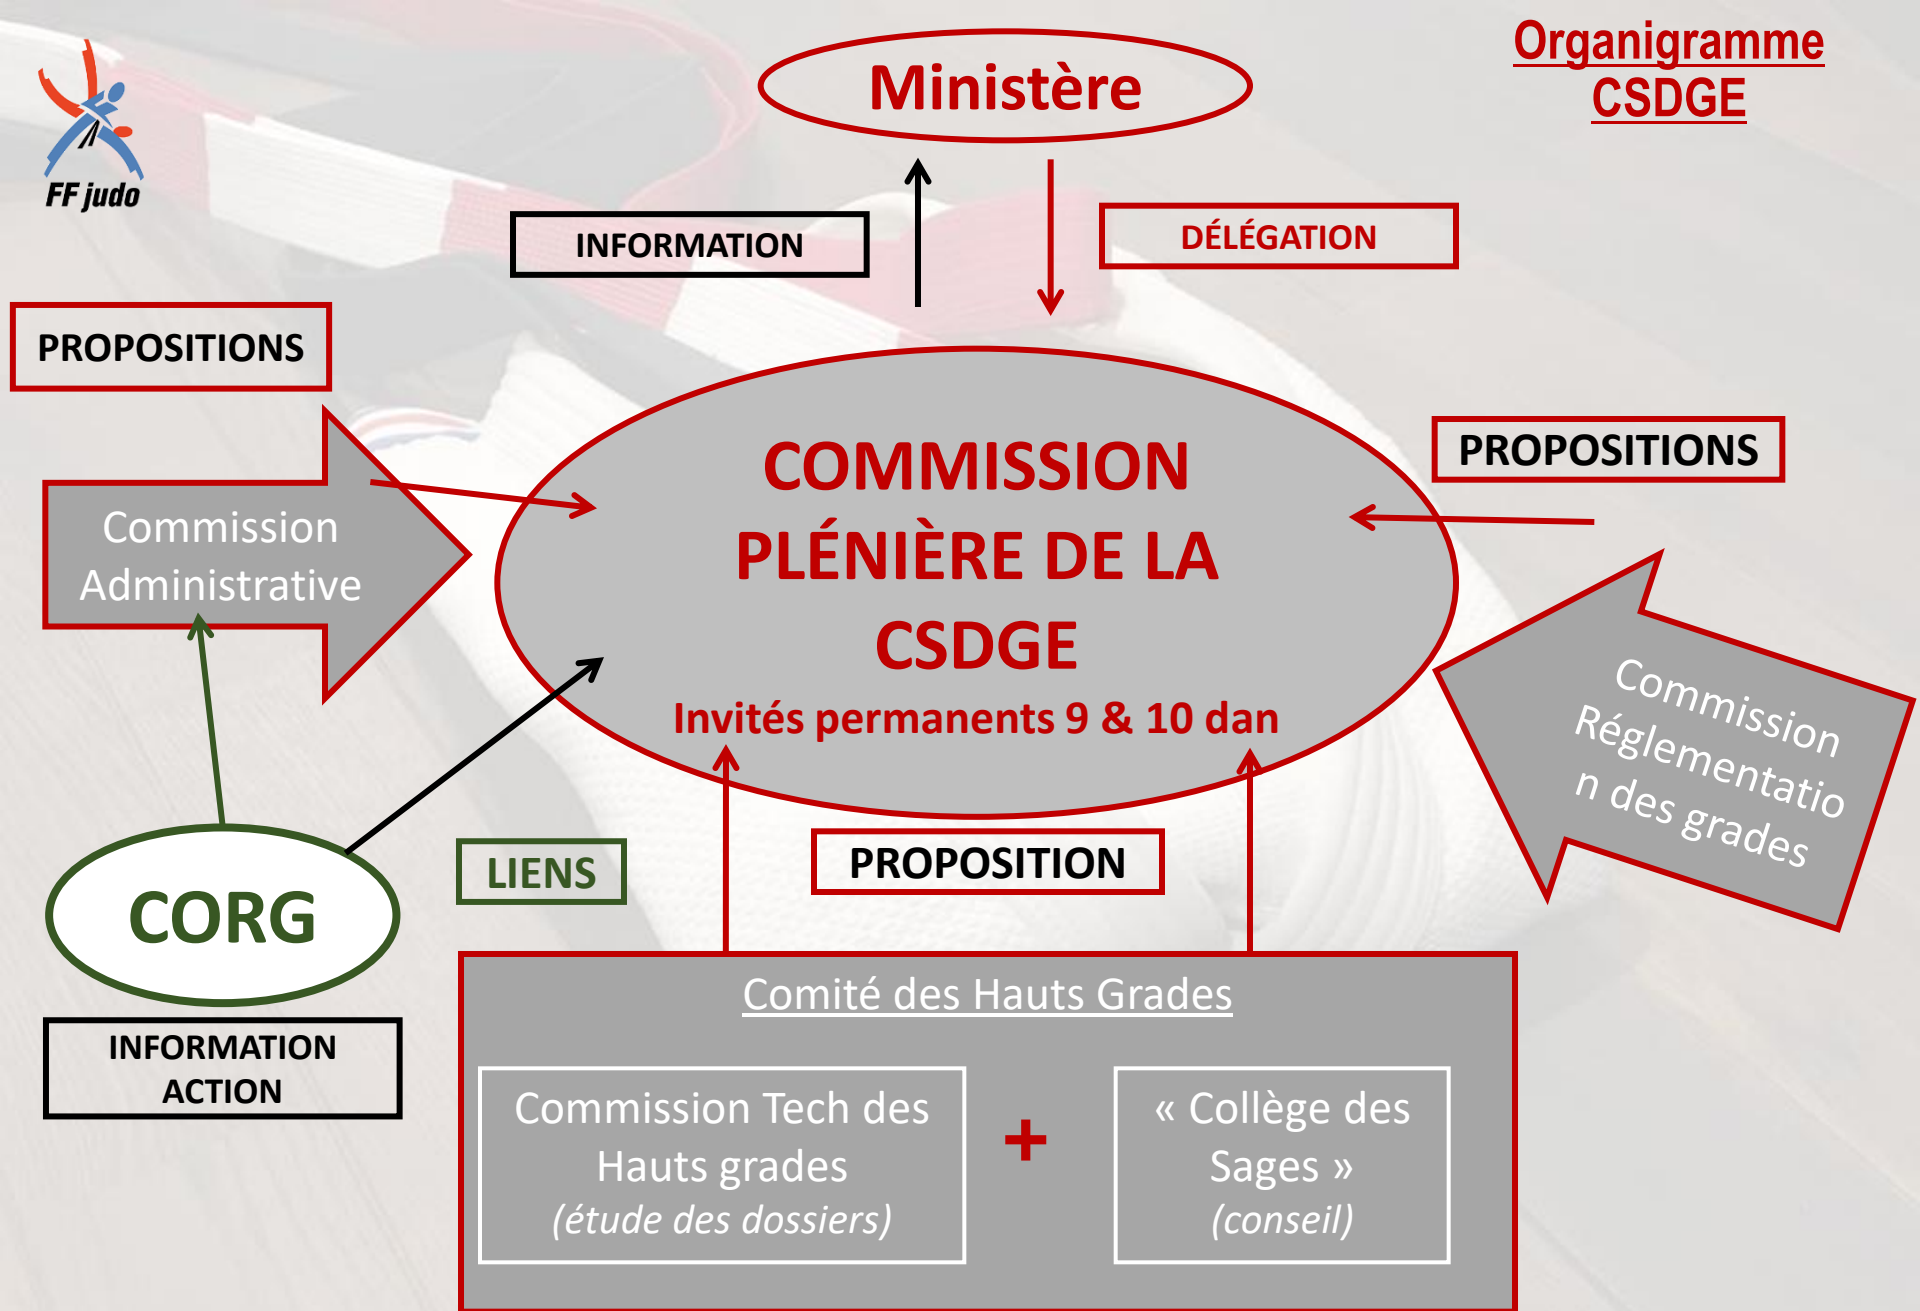 Organigramme
CSDGE
FF judo
Ministère
INFORMATION
DÉLÉGATION
PROPOSITIONS
PROPOSITIONS
Commission
Administrative
COMMISSION
PLÉNIÈRE DE LA
CSDGE
Invités permanents 9 & 10 dan
Commission
Réglementatio
n des grades
CORG
LIENS
PROPOSITION
INFORMATION
ACTION
Comité des Hauts Grades
Commission Tech des
Hauts grades
(étude des dossiers)
+
« Collège des
Sages »
(conseil)